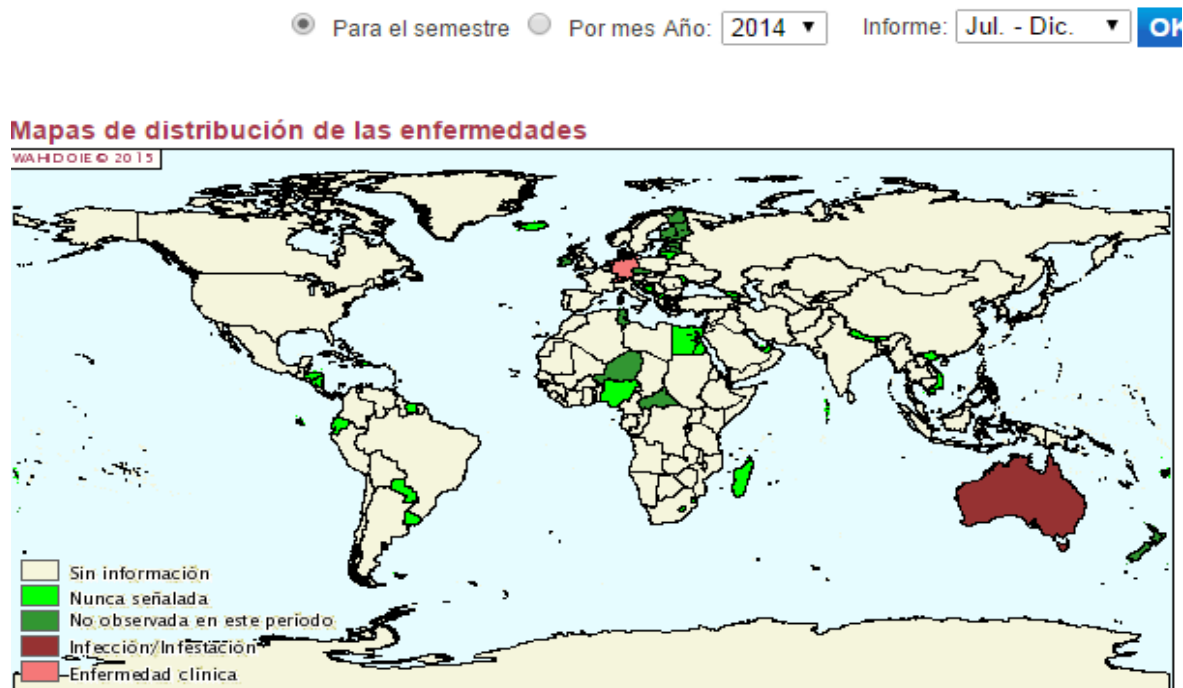 Para el semestre Por mes Año: 2014 Informe: Jul. - Dic. OK
Mapas de distribución de las enfermedades
WAHID OIE © 2015
Sin información
Nunca señalada
No observada en este período
Infección/Infestación
Enfermedad clínica